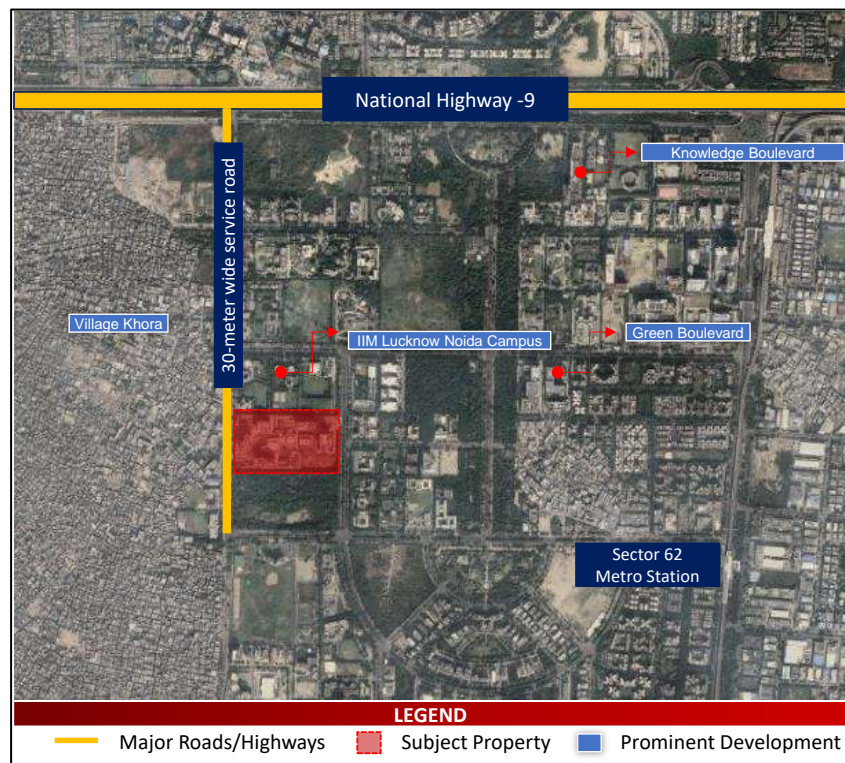 National Highway -9
Knowledge Boulevard
30-meter wide service road
Village Khora
IIM Lucknow Noida Campus
Green Boulevard
Sector 62
Metro Station
LEGEND
Major Roads/Highways
Subject Property
Prominent Development